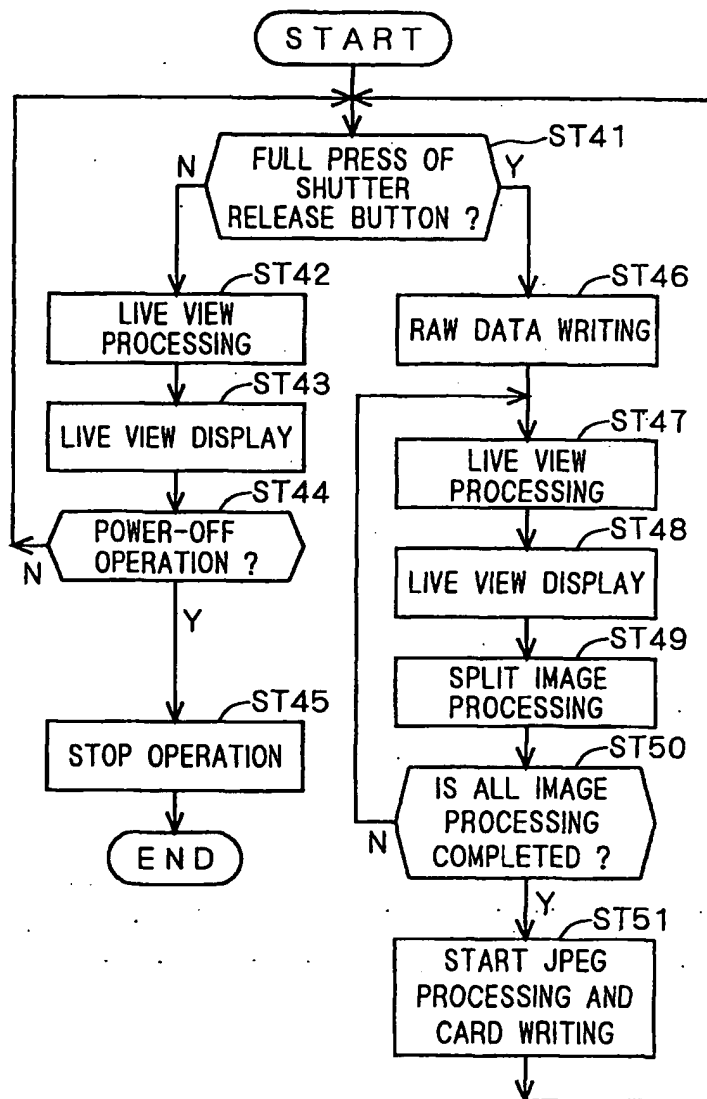 START
ST41
FULL PRESS OF
SHUTTER
RELEASE BUTTON ?
N
Y
ST42
LIVE VIEW
PROCESSING
ST43
LIVE VIEW DISPLAY
ST44
POWER-OFF
OPERATION ?
N
Y
ST45
STOP OPERATION
END
ST46
RAW DATA WRITING
ST47
LIVE VIEW
PROCESSING
ST48
LIVE VIEW DISPLAY
ST49
SPLIT IMAGE
PROCESSING
ST50
IS ALL IMAGE
PROCESSING
COMPLETED ?
N
Y
ST51
START JPEG
PROCESSING AND
CARD WRITING